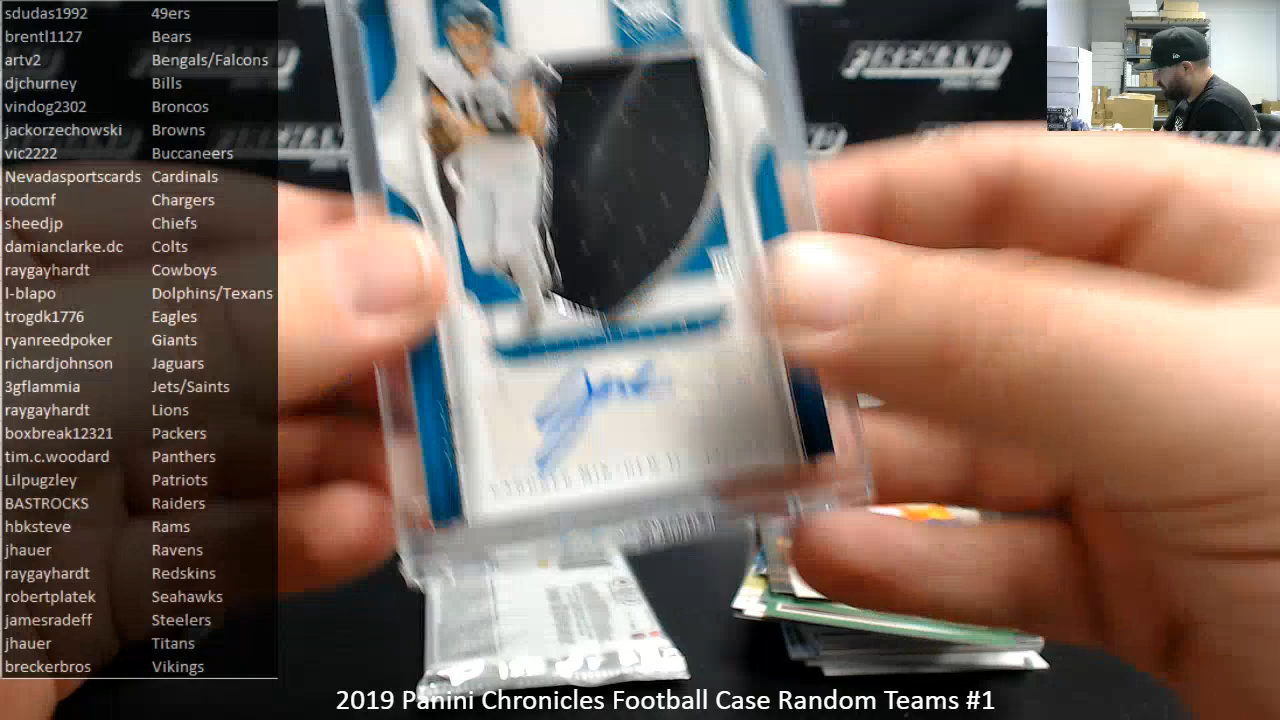 sdudas1992 49ers
brentl1127 Bears
artv2 Bengals/Falcons
djchurney Bills
vindog2302 Broncos
jackorzechowski Browns
vic2222 Buccaneers
Nevadasportscards Cardinals
rodcmf Chargers
sheedjp Chiefs
damianclarke.dc Colts
raygayhardt Cowboys
l-blapo Dolphins/Texans
trogdk1776 Eagles
ryanreedpoker Giants
richardjohnson Jaguars
3gflammia Jets/Saints
raygayhardt Lions
boxbreak12321 Packers
tim.c.woodard Panthers
Lilpugzley Patriots
BASTROCKS Raiders
hbksteve Rams
jhauer Ravens
raygayhardt Redskins
robertplatek Seahawks
jamesradeff Steelers
jhauer Titans
breckerbros Vikings
2019 Panini Chronicles Football Case Random Teams #1